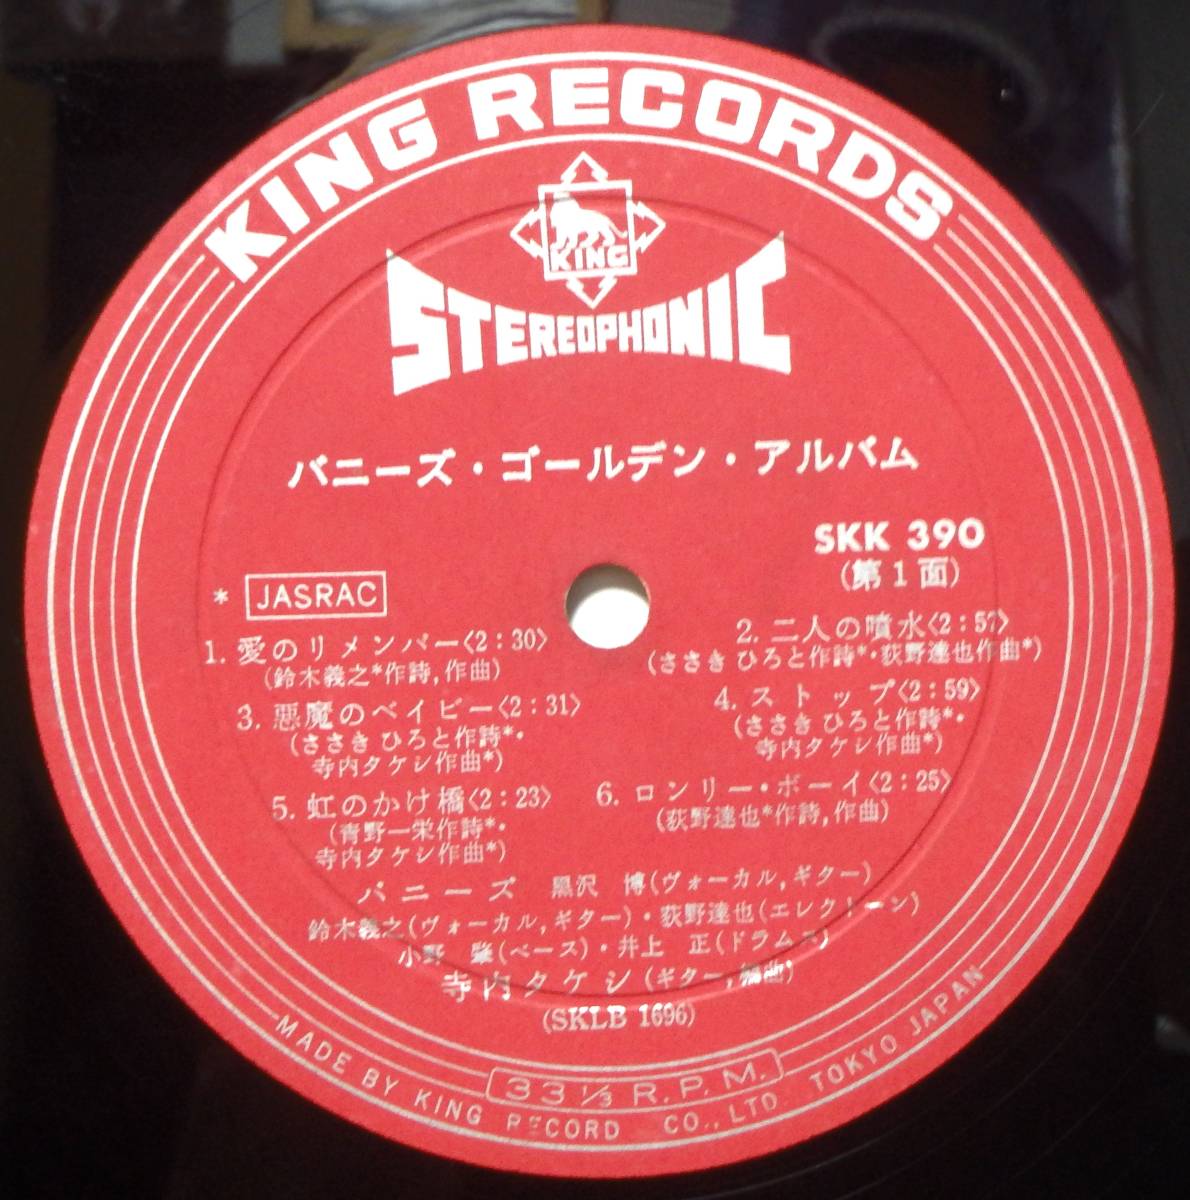 KING RECORDS
KING
STEREOPHONIC
バニーズ・ゴールデン・アルバム
SKK 390
(第1面)
* JASRAC
1. 愛のリメンバー〈2:30〉
(鈴木義之*作詩,作曲)
2. 二人の噴水〈2:57〉
(ささき ひろと作詩*・荻野達也作曲*)
3. 悪魔のベイビー〈2:31〉
(ささき ひろと作詩*・
寺内タケシ作曲*)
4. ストップ〈2:59〉
(ささき ひろと作詩*・
寺内タケシ作曲*)
5. 虹のかけ橋〈2:23〉
(青野一栄作詩*・
寺内タケシ作曲*)
6. ロンリー・ボーイ〈2:25〉
(荻野達也*作詩,作曲)
バニーズ 黒沢 博(ヴォーカル,ギター)
鈴木義之(ヴォーカル,ギター)・荻野達也(エレクトーン)
小野 肇(ベース)・井上 正(ドラムス)
寺内タケシ(ギター,編曲)
(SKLB 1696)
33 1/3 R.P.M.
MADE BY KING RECORD CO., LTD. TOKYO JAPAN